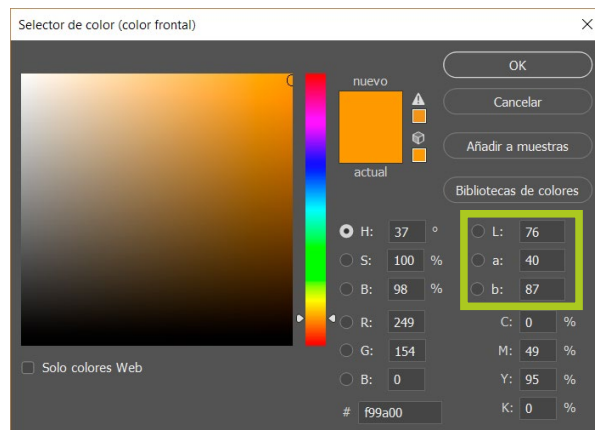 Selector de color (color frontal)
nuevo
actual
OK
Cancelar
Añadir a muestras
Bibliotecas de colores
H: 37 °
S: 100 %
B: 98 %
R: 249
G: 154
B: 0
# f99a00
L: 76
a: 40
b: 87
C: 0 %
M: 49 %
Y: 95 %
K: 0 %
Solo colores Web